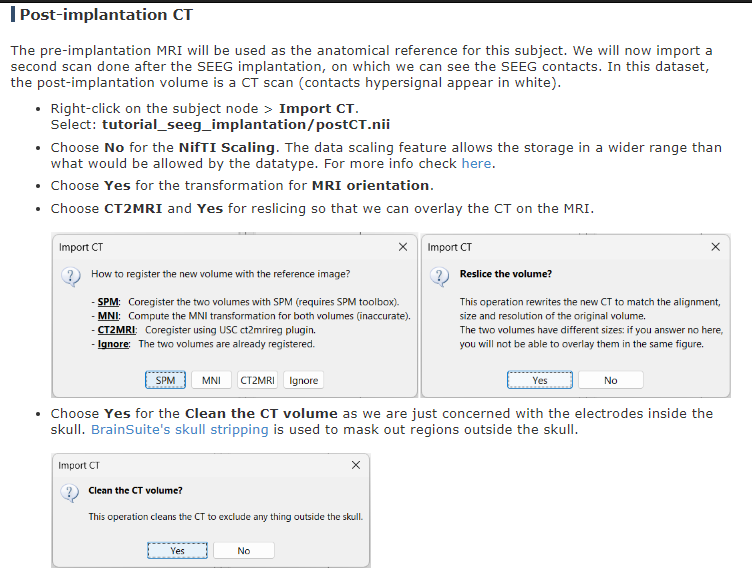 Post-implantation CT
The pre-implantation MRI will be used as the anatomical reference for this subject. We will now import a
second scan done after the SEEG implantation, on which we can see the SEEG contacts. In this dataset,
the post-implantation volume is a CT scan (contacts hypersignal appear in white).
• Right-click on the subject node > Import CT.
Select: tutorial_seeg_implantation/postCT.nii
• Choose No for the NifTI Scaling. The data scaling feature allows the storage in a wider range than
what would be allowed by the datatype. For more info check here.
• Choose Yes for the transformation for MRI orientation.
• Choose CT2MRI and Yes for reslicing so that we can overlay the CT on the MRI.
Import CT
How to register the new volume with the reference image?
- SPM: Coregister the two volumes with SPM (requires SPM toolbox).
- MNI: Compute the MNI transformation for both volumes (inaccurate).
- CT2MRI: Coregister using USC ct2mrireg plugin.
- Ignore: The two volumes are already registered.
SPM MNI CT2MRI Ignore
Import CT
Reslice the volume?
This operation rewrites the new CT to match the alignment,
size and resolution of the original volume.
The two volumes have different sizes: if you answer no here,
you will not be able to overlay them in the same figure.
Yes No
• Choose Yes for the Clean the CT volume as we are just concerned with the electrodes inside the
skull. BrainSuite's skull stripping is used to mask out regions outside the skull.
Import CT
Clean the CT volume?
This operation cleans the CT to exclude any thing outside the skull.
Yes No